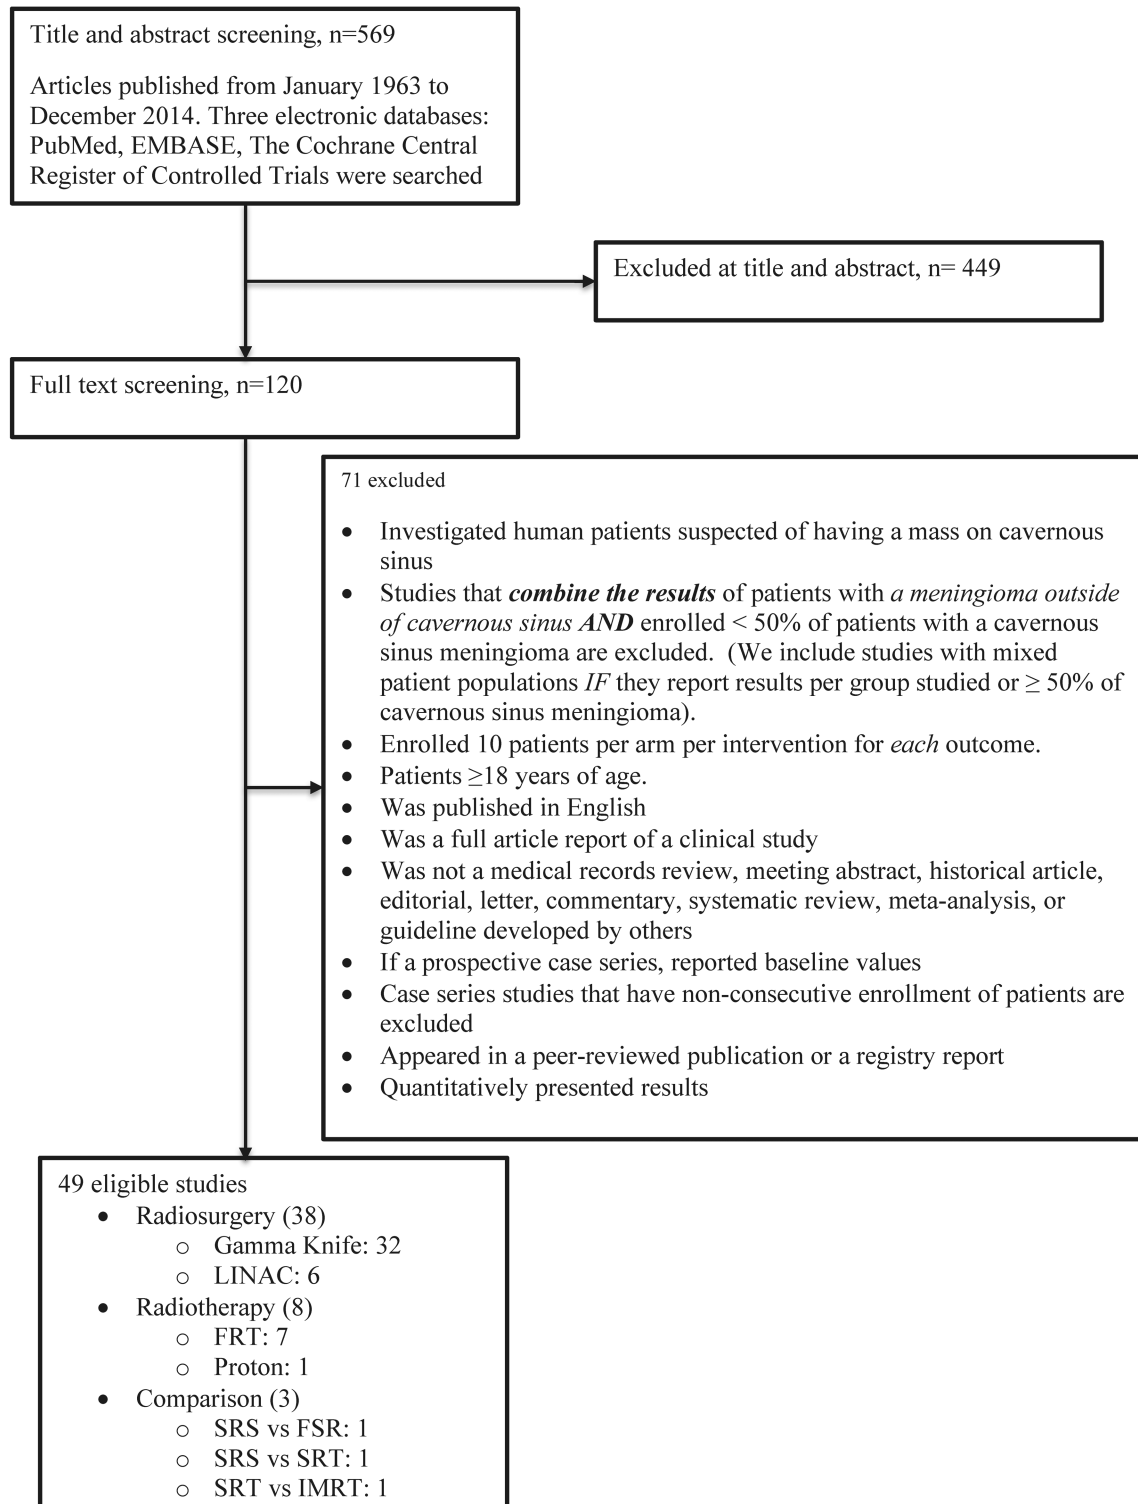 Title and abstract screening, n=569
Articles published from January 1963 to
December 2014. Three electronic databases:
PubMed, EMBASE, The Cochrane Central
Register of Controlled Trials were searched
Excluded at title and abstract, n= 449
Full text screening, n=120
71 excluded
• Investigated human patients suspected of having a mass on cavernous
sinus
• Studies that combine the results of patients with a meningioma outside
of cavernous sinus AND enrolled < 50% of patients with a cavernous
sinus meningioma are excluded. (We include studies with mixed
patient populations IF they report results per group studied or ≥ 50% of
cavernous sinus meningioma).
• Enrolled 10 patients per arm per intervention for each outcome.
• Patients ≥18 years of age.
• Was published in English
• Was a full article report of a clinical study
• Was not a medical records review, meeting abstract, historical article,
editorial, letter, commentary, systematic review, meta-analysis, or
guideline developed by others
• If a prospective case series, reported baseline values
• Case series studies that have non-consecutive enrollment of patients are
excluded
• Appeared in a peer-reviewed publication or a registry report
• Quantitatively presented results
49 eligible studies
• Radiosurgery (38)
o Gamma Knife: 32
o LINAC: 6
• Radiotherapy (8)
o FRT: 7
o Proton: 1
• Comparison (3)
o SRS vs FSR: 1
o SRS vs SRT: 1
o SRT vs IMRT: 1